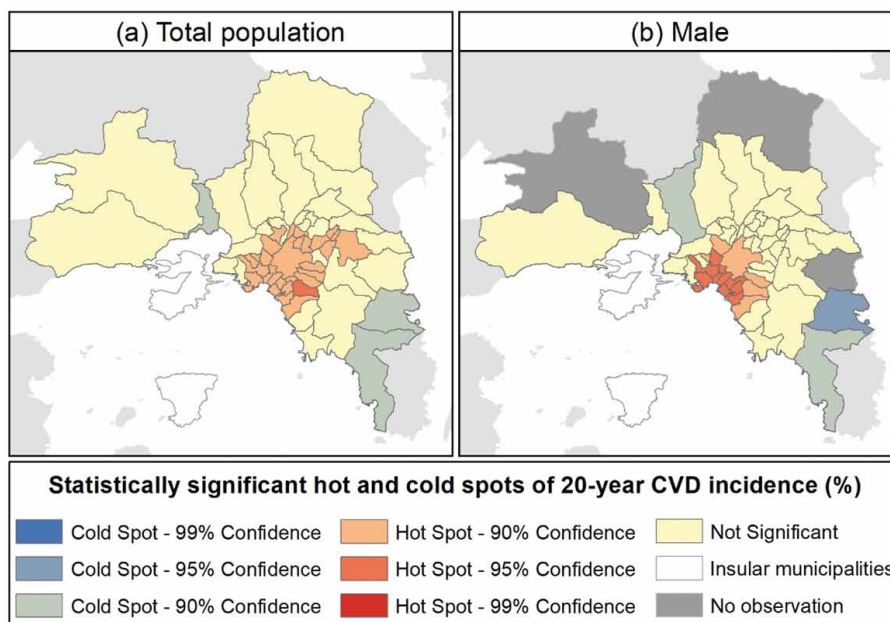 (a) Total population
(b) Male
Statistically significant hot and cold spots of 20-year CVD incidence (%)
Cold Spot - 99% Confidence
Hot Spot - 90% Confidence
Not Significant
Cold Spot - 95% Confidence
Hot Spot - 95% Confidence
Insular municipalities
Cold Spot - 90% Confidence
Hot Spot - 99% Confidence
No observation